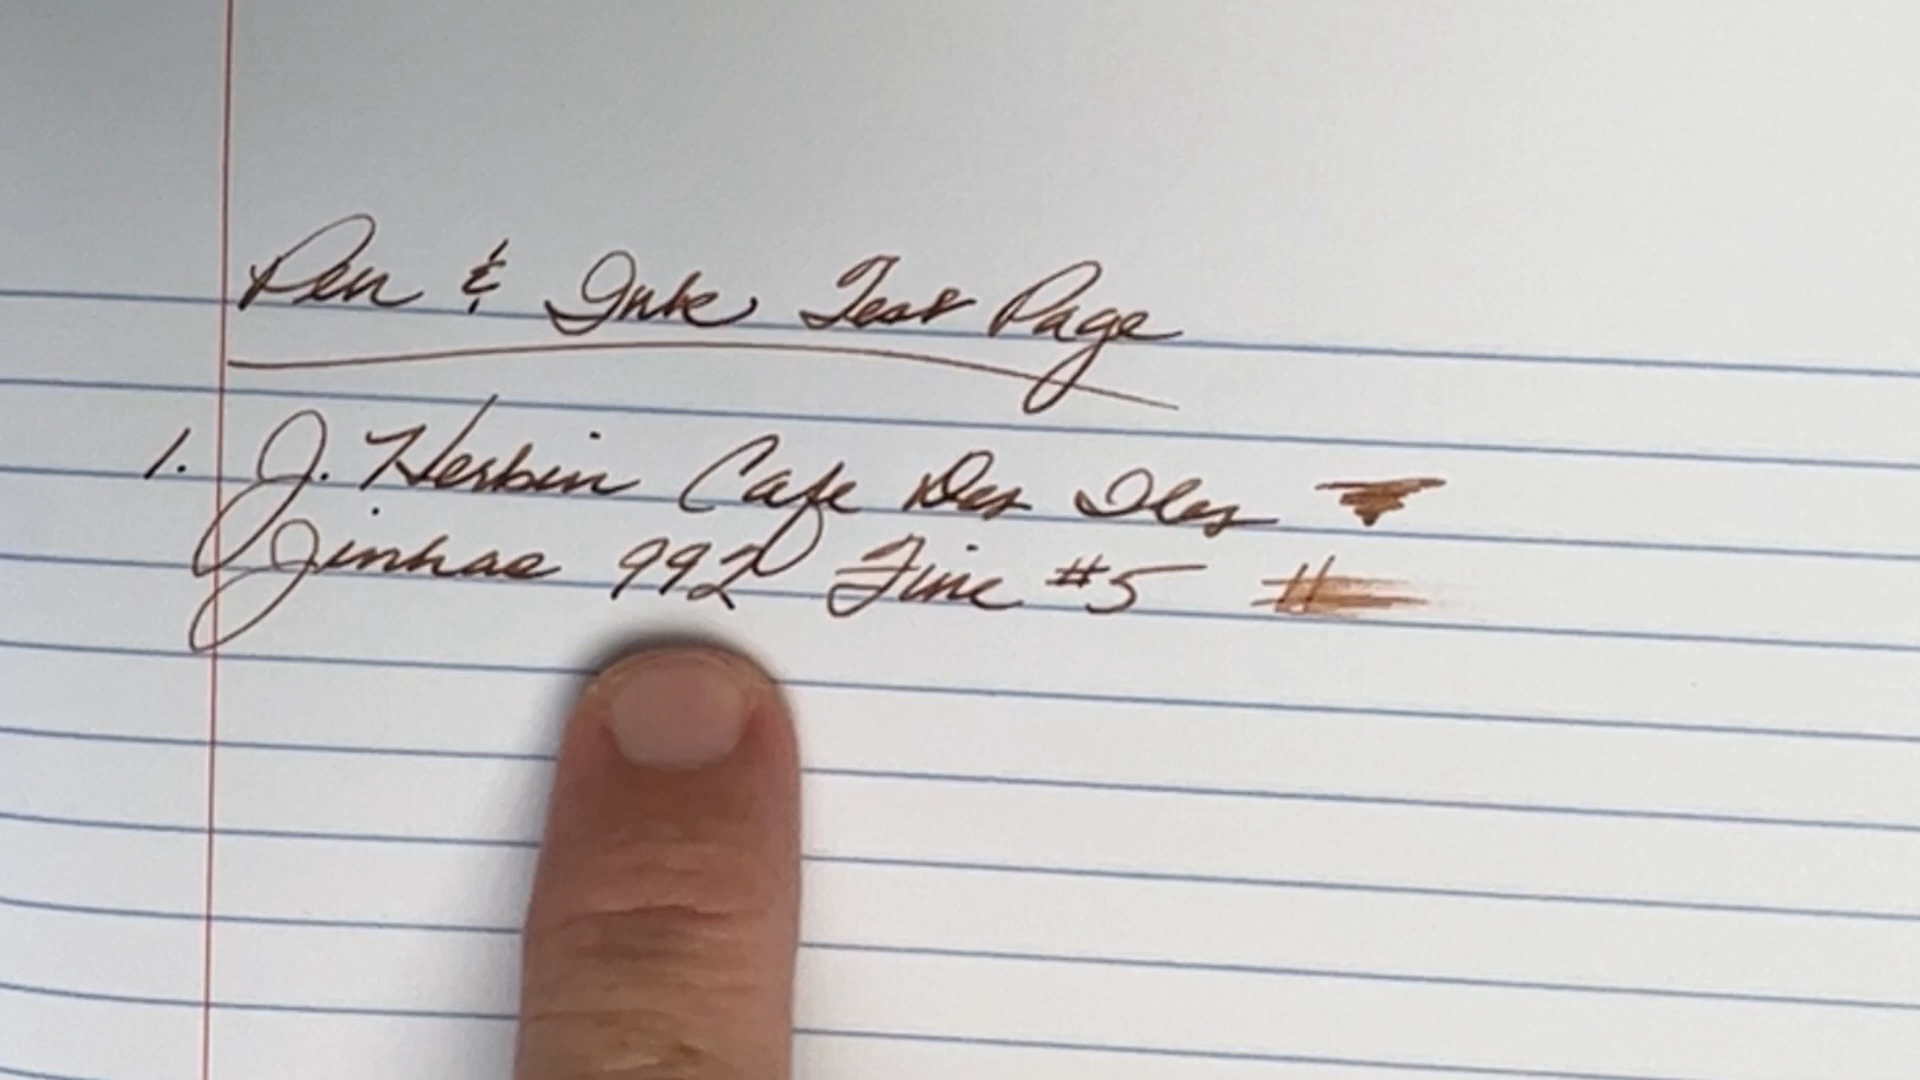 Pen & Ink Test Page
1. J. Herbin Cafe Des Iles
Jinhao 992 Fine #5